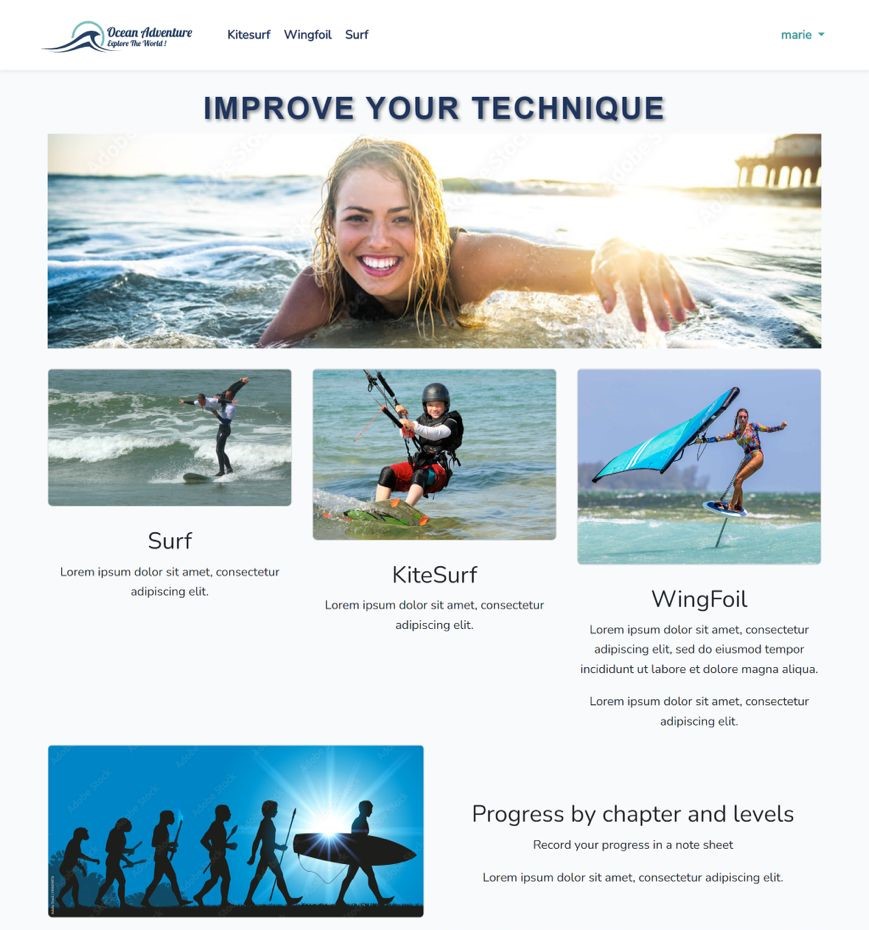 Ocean Adventure
Explore The World !
Kitesurf Wingfoil Surf
marie
IMPROVE YOUR TECHNIQUE
Surf
Lorem ipsum dolor sit amet, consectetur
adipiscing elit.
KiteSurf
Lorem ipsum dolor sit amet, consectetur
adipiscing elit.
WingFoil
Lorem ipsum dolor sit amet, consectetur
adipiscing elit, sed do eiusmod tempor
incididunt ut labore et dolore magna aliqua.
Lorem ipsum dolor sit amet, consectetur
adipiscing elit.
Adobe Stock
Progress by chapter and levels
Record your progress in a note sheet
Lorem ipsum dolor sit amet, consectetur adipiscing elit.